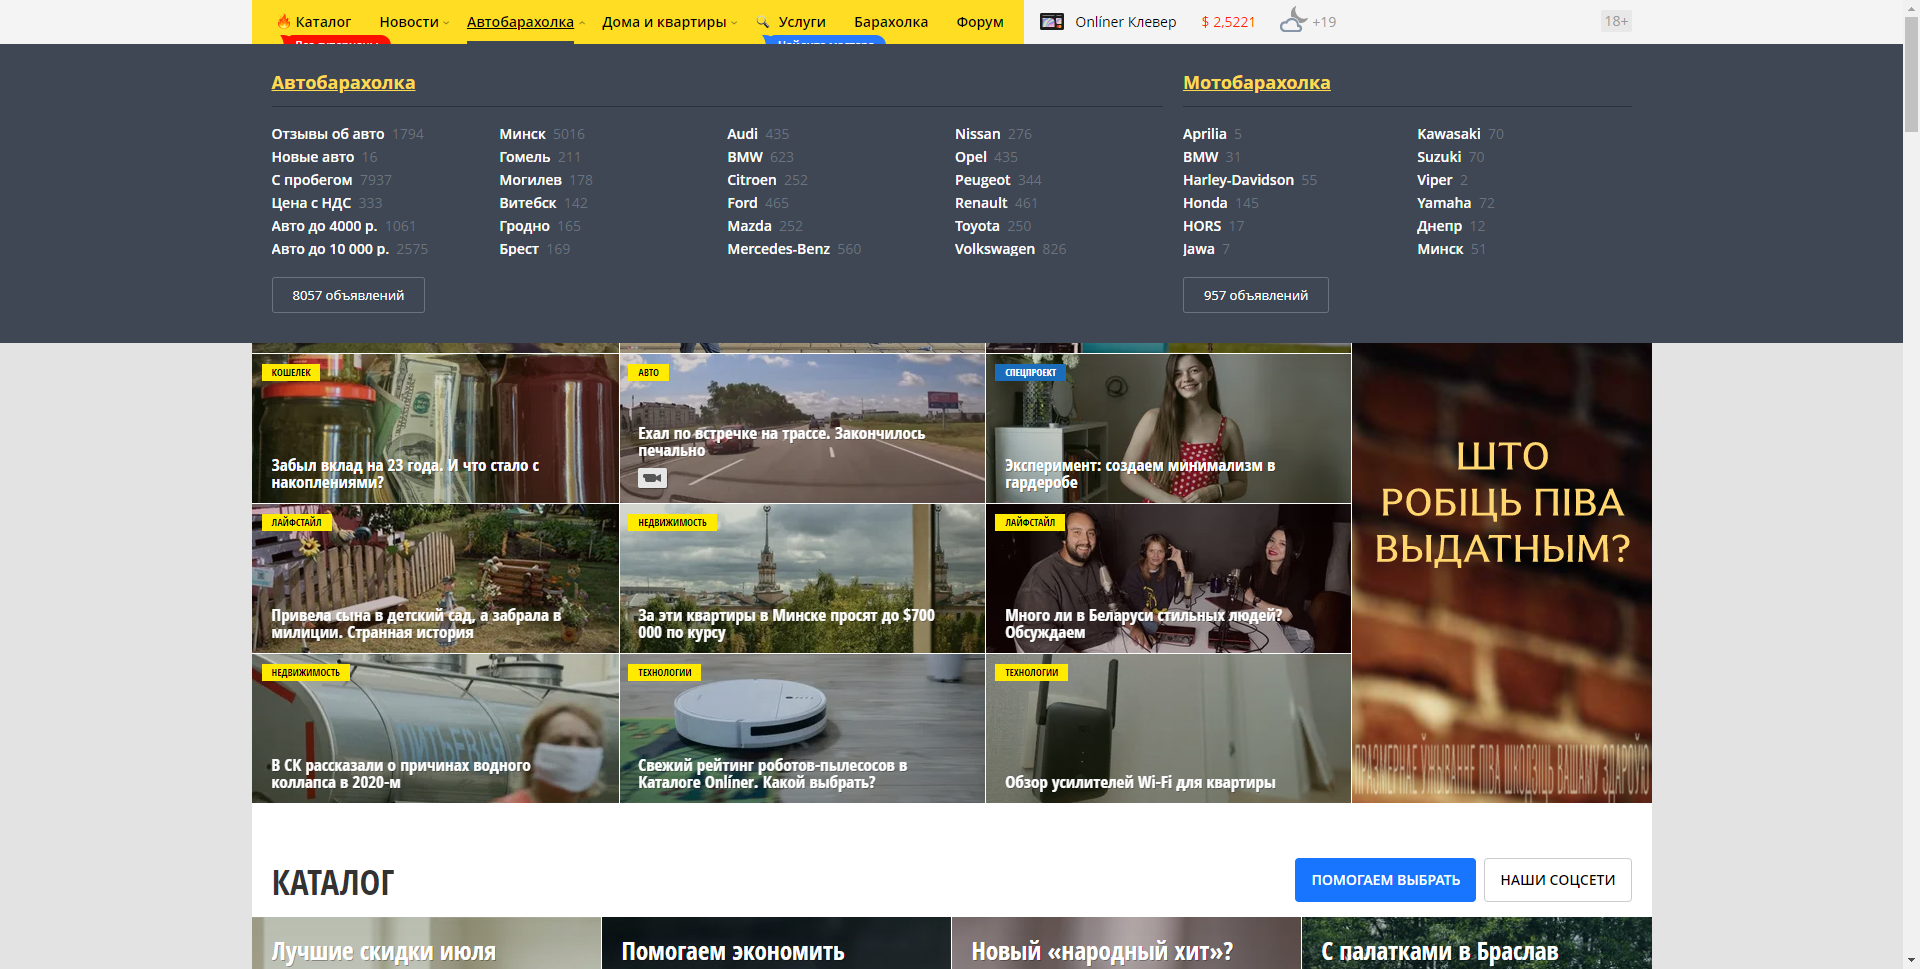 Каталог
Новости
Автобарахолка
Дома и квартиры
Услуги
Барахолка
Форум
Onlíner Клевер
$ 2,5221
+19
18+
Автобарахолка
Отзывы об авто 1794
Новые авто 16
С пробегом 7937
Цена с НДС 333
Авто до 4000 р. 1061
Авто до 10 000 р. 2575
Минск 5016
Гомель 211
Могилев 178
Витебск 142
Гродно 165
Брест 169
Audi 435
BMW 623
Citroen 252
Ford 465
Mazda 252
Mercedes-Benz 560
Nissan 276
Opel 435
Peugeot 344
Renault 461
Toyota 250
Volkswagen 826
8057 объявлений
Мотобарахолка
Aprilia 5
BMW 31
Harley-Davidson 55
Honda 145
HORS 17
Jawa 7
Kawasaki 70
Suzuki 70
Viper 2
Yamaha 72
Днепр 12
Минск 51
957 объявлений
КОШЕЛЕК
Забыл вклад на 23 года. И что стало с
накоплениями?
АВТО
Ехал по встречке на трассе. Закончилось
печально
СПЕЦПРОЕКТ
Эксперимент: создаем минимализм в
гардеробе
ЛАЙФСТАЙЛ
Привела сына в детский сад, а забрала в
милиции. Странная история
НЕДВИЖИМОСТЬ
За эти квартиры в Минске просят до $700
000 по курсу
ЛАЙФСТАЙЛ
Много ли в Беларуси стильных людей?
Обсуждаем
НЕДВИЖИМОСТЬ
ПИТЬЕВАЯ
В СК рассказали о причинах водного
коллапса в 2020-м
ТЕХНОЛОГИИ
Свежий рейтинг роботов-пылесосов в
Каталоге Onlíner. Какой выбрать?
ТЕХНОЛОГИИ
Обзор усилителей Wi-Fi для квартиры
ШТО
РОБІЦЬ ПІВА
ВЫДАТНЫМ?
ПІВА ШКОДЗІЦЬ ВАШАМУ ЗДАРОЎЮ
КАТАЛОГ
ПОМОГАЕМ ВЫБРАТЬ
НАШИ СОЦСЕТИ
Лучшие скидки июля
Помогаем экономить
Новый «народный хит»?
С палатками в Браслав